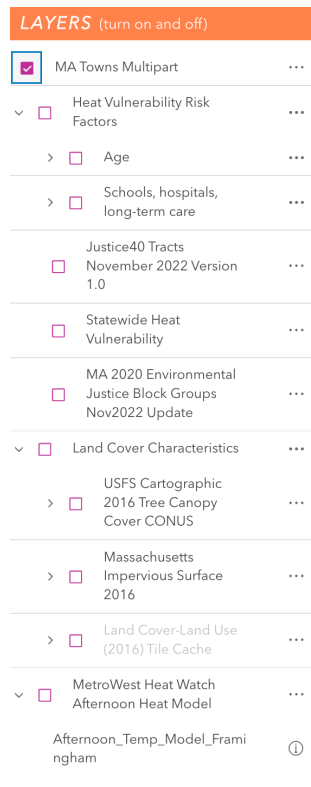 LAYERS (turn on and off)
MA Towns Multipart
Heat Vulnerability Risk
Factors
Age
Schools, hospitals,
long-term care
Justice40 Tracts
November 2022 Version
1.0
Statewide Heat
Vulnerability
MA 2020 Environmental
Justice Block Groups
Nov2022 Update
Land Cover Characteristics
USFS Cartographic
2016 Tree Canopy
Cover CONUS
Massachusetts
Impervious Surface
2016
Land Cover-Land Use
(2016) Tile Cache
MetroWest Heat Watch
Afternoon Heat Model
Afternoon_Temp_Model_Frami
ngham